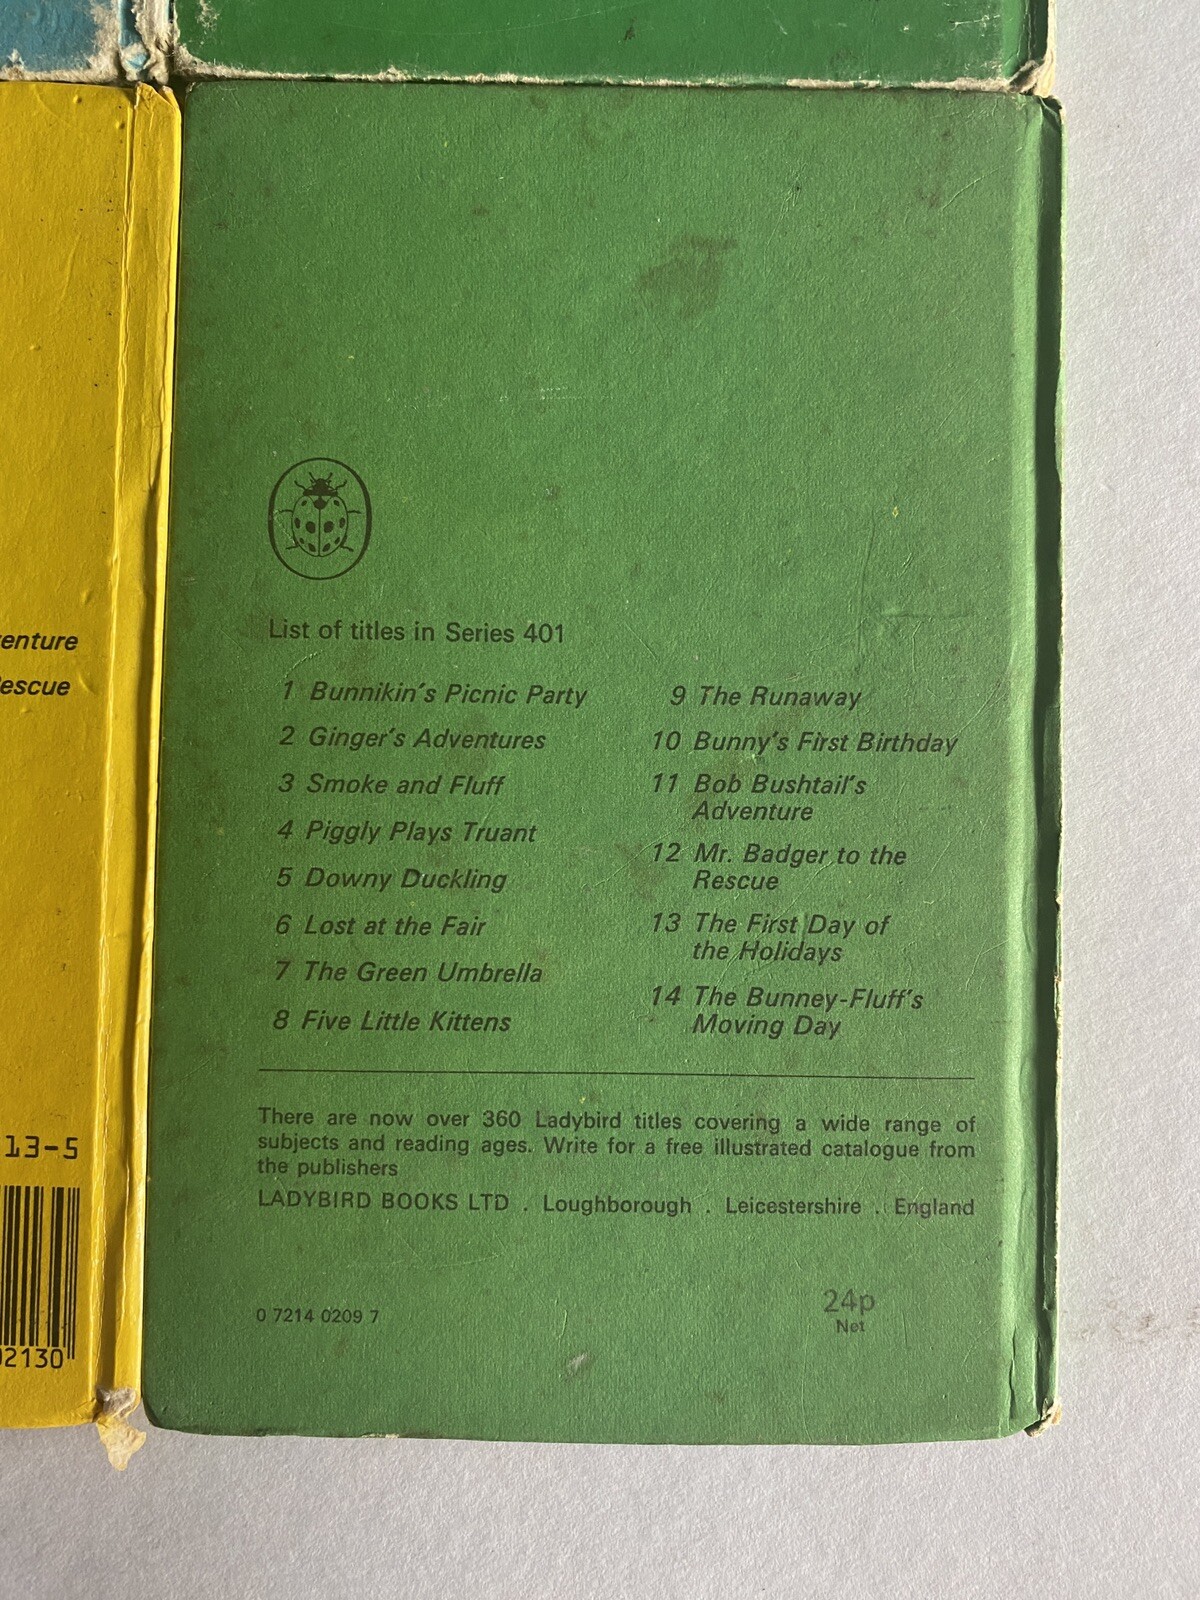 enture
escue
13-5
02130
List of titles in Series 401
1 Bunnikin's Picnic Party
2 Ginger's Adventures
3 Smoke and Fluff
4 Piggly Plays Truant
5 Downy Duckling
6 Lost at the Fair
7 The Green Umbrella
8 Five Little Kittens
9 The Runaway
10 Bunny's First Birthday
11 Bob Bushtail's
Adventure
12 Mr. Badger to the
Rescue
13 The First Day of
the Holidays
14 The Bunney-Fluff's
Moving Day
There are now over 360 Ladybird titles covering a wide range of
subjects and reading ages. Write for a free illustrated catalogue from
the publishers
LADYBIRD BOOKS LTD . Loughborough . Leicestershire . England
0 7214 0209 7
24p
Net